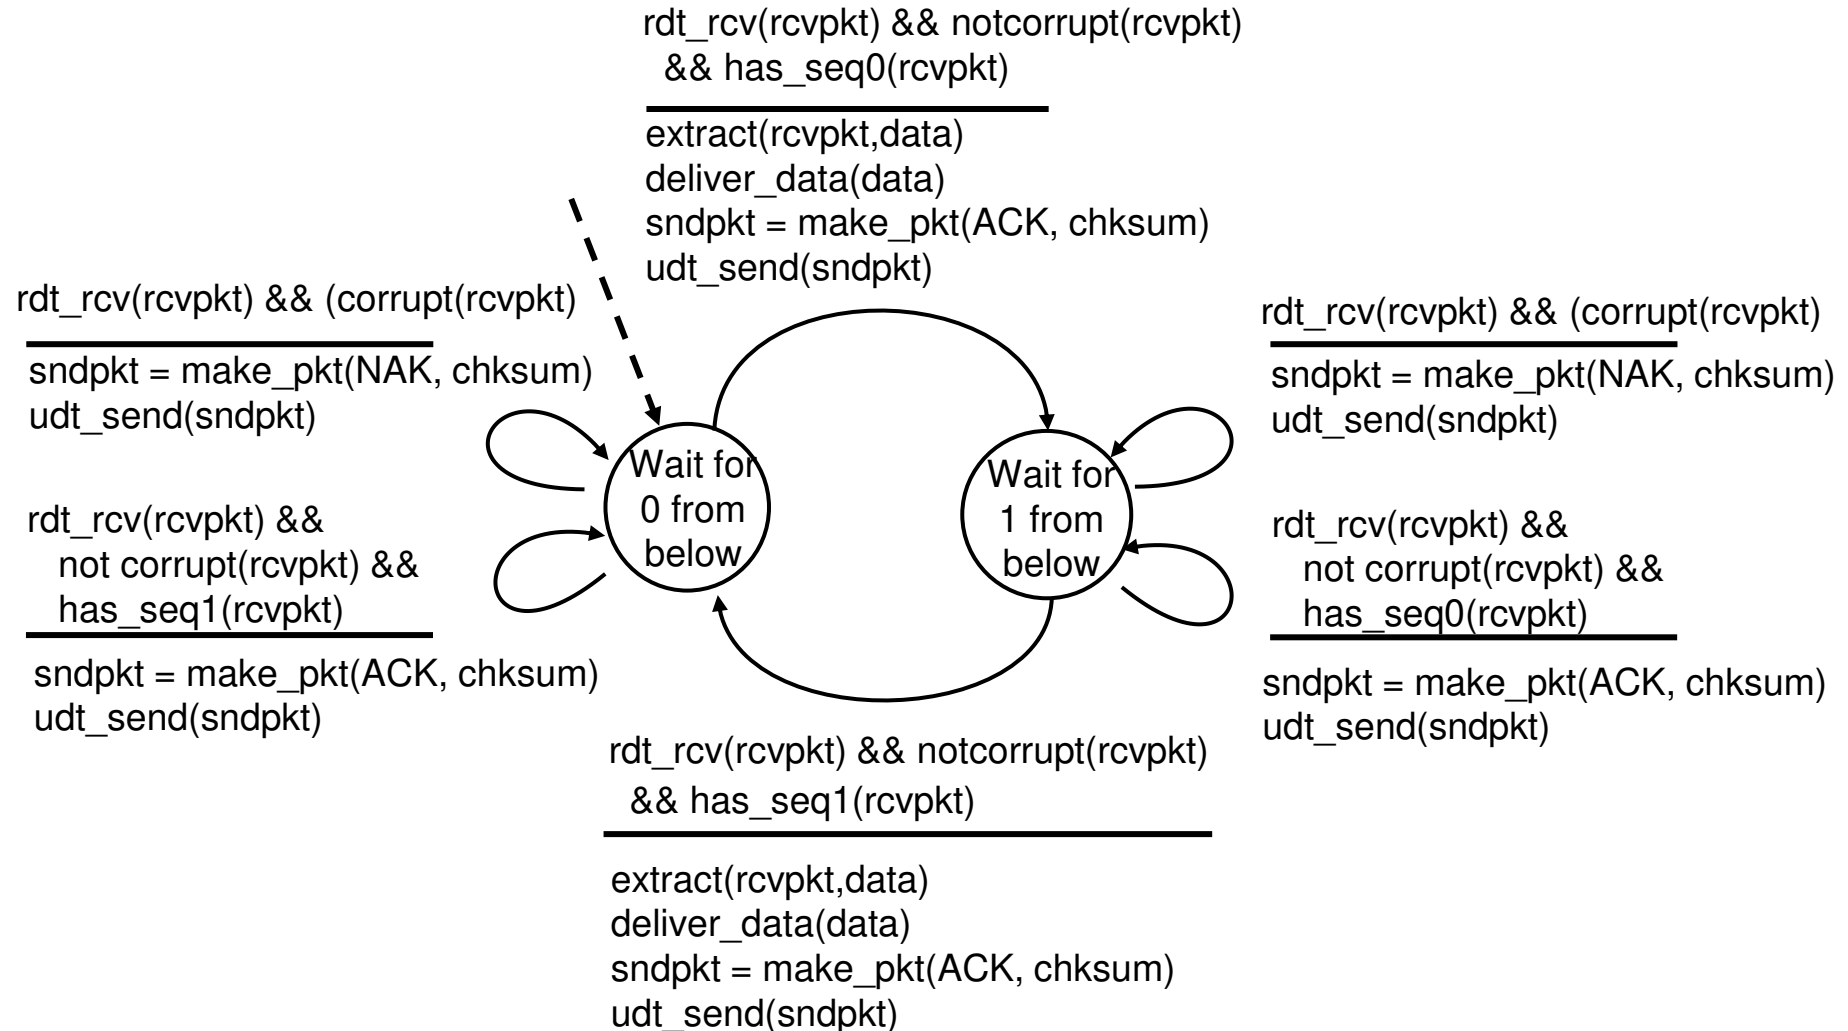 rdt_rcv(rcvpkt) && notcorrupt(rcvpkt)
&& has_seq0(rcvpkt)
extract(rcvpkt,data)
deliver_data(data)
sndpkt = make_pkt(ACK, chksum)
udt_send(sndpkt)
rdt_rcv(rcvpkt) && (corrupt(rcvpkt)
sndpkt = make_pkt(NAK, chksum)
udt_send(sndpkt)
rdt_rcv(rcvpkt) &&
not corrupt(rcvpkt) &&
has_seq1(rcvpkt)
sndpkt = make_pkt(ACK, chksum)
udt_send(sndpkt)
Wait for
0 from
below
Wait for
1 from
below
rdt_rcv(rcvpkt) && (corrupt(rcvpkt)
sndpkt = make_pkt(NAK, chksum)
udt_send(sndpkt)
rdt_rcv(rcvpkt) &&
not corrupt(rcvpkt) &&
has_seq0(rcvpkt)
sndpkt = make_pkt(ACK, chksum)
udt_send(sndpkt)
rdt_rcv(rcvpkt) && notcorrupt(rcvpkt)
&& has_seq1(rcvpkt)
extract(rcvpkt,data)
deliver_data(data)
sndpkt = make_pkt(ACK, chksum)
udt_send(sndpkt)